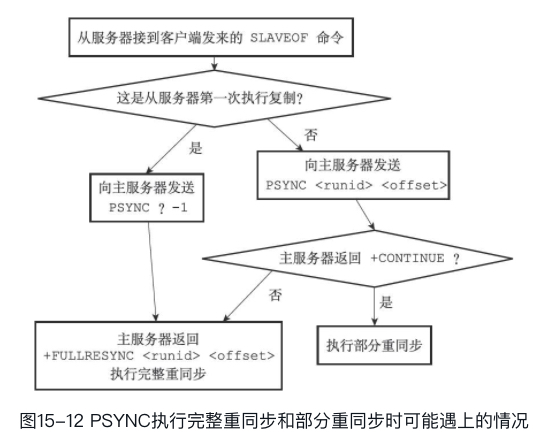 从服务器接到客户端发来的 SLAVEOF 命令
这是从服务器第一次执行复制？
是
否
向主服务器发送
PSYNC ? -1
向主服务器发送
PSYNC <runid> <offset>
主服务器返回 +CONTINUE ？
否
是
主服务器返回
+FULLRESYNC <runid> <offset>
执行完整重同步
执行部分重同步
图15-12 PSYNC执行完整重同步和部分重同步时可能遇上的情况